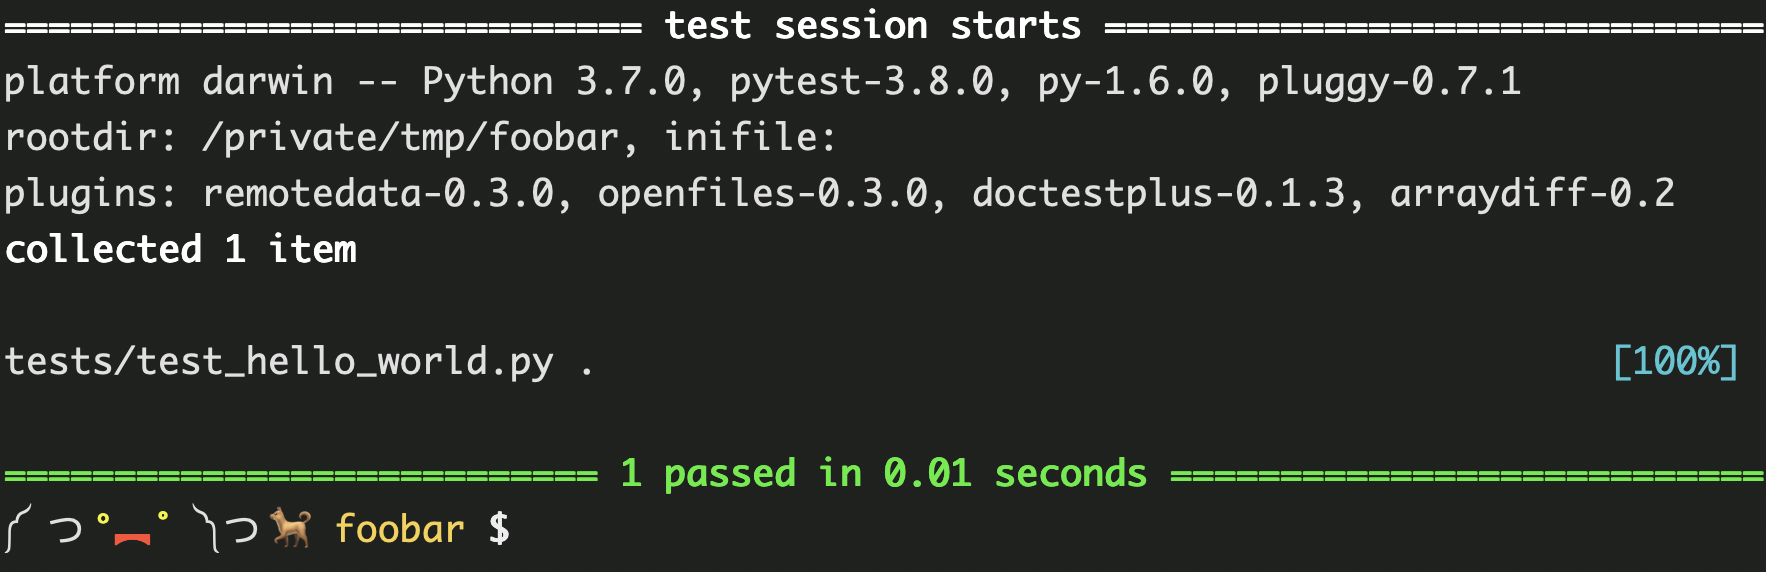 ============================= test session starts ==============================
platform darwin -- Python 3.7.0, pytest-3.8.0, py-1.6.0, pluggy-0.7.1
rootdir: /private/tmp/foobar, inifile:
plugins: remotedata-0.3.0, openfiles-0.3.0, doctestplus-0.1.3, arraydiff-0.2
collected 1 item
tests/test_hello_world.py . [100%]
=========================== 1 passed in 0.01 seconds ===========================
༼ つ ﾟ︻ﾟ ༽つ🐕 foobar $